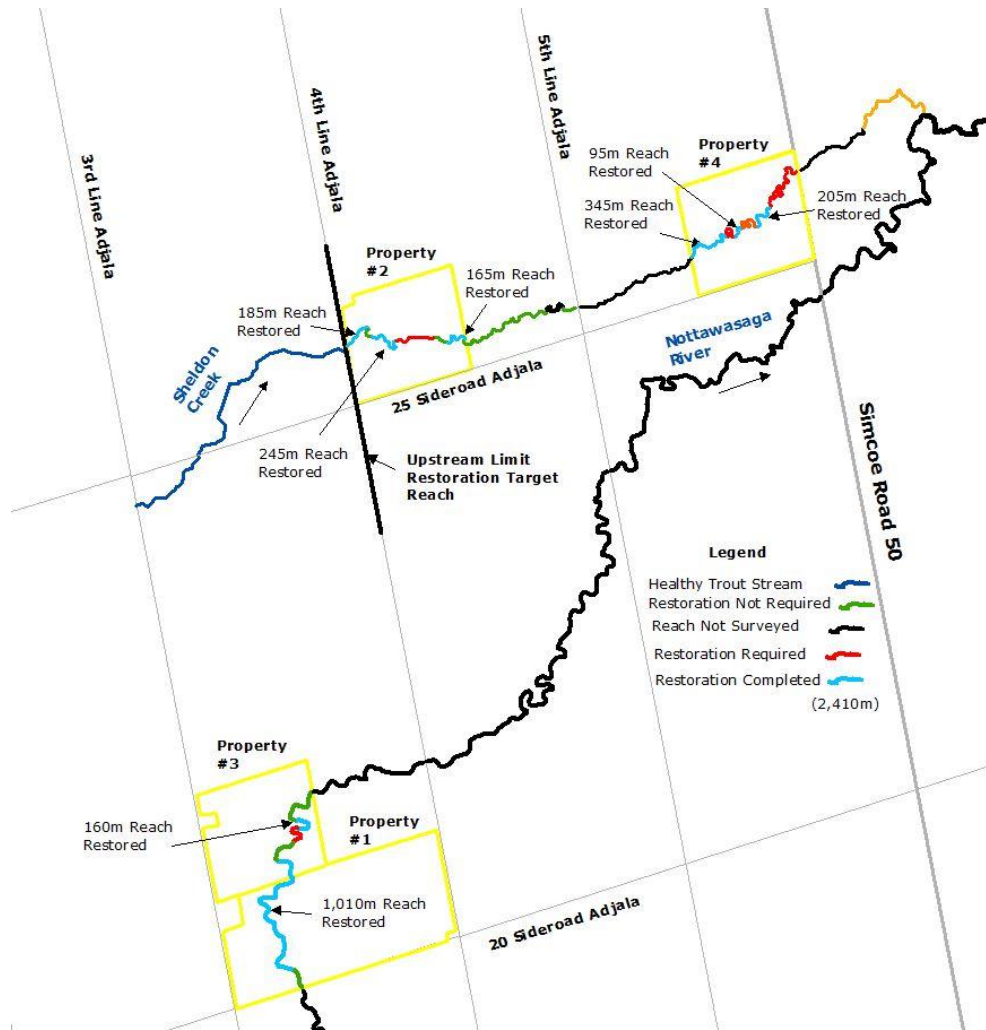 3rd Line Adjala
4th Line Adjala
5th Line Adjala
Property
#4
95m Reach
Restored
345m Reach
Restored
205m Reach
Restored
Property
#2
165m Reach
Restored
185m Reach
Restored
Sheldon
Creek
245m Reach
Restored
25 Sideroad Adjala
Nottawasaga
River
Upstream Limit
Restoration Target
Reach
Simcoe Road 50
Legend
Healthy Trout Stream
Restoration Not Required
Reach Not Surveyed
Restoration Required
Restoration Completed
(2,410m)
Property
#3
160m Reach
Restored
Property
#1
1,010m Reach
Restored
20 Sideroad Adjala